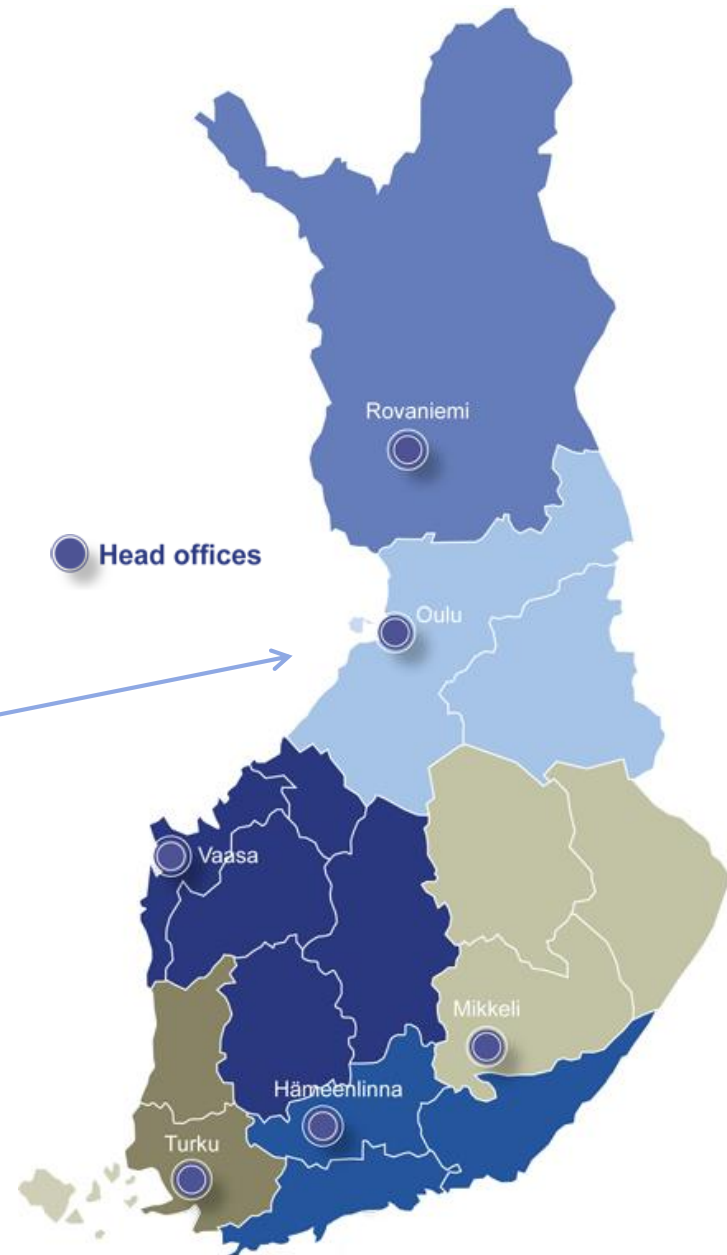 Rovaniemi
Head offices
Oulu
Vaasa
Mikkeli
Hämeenlinna
Turku